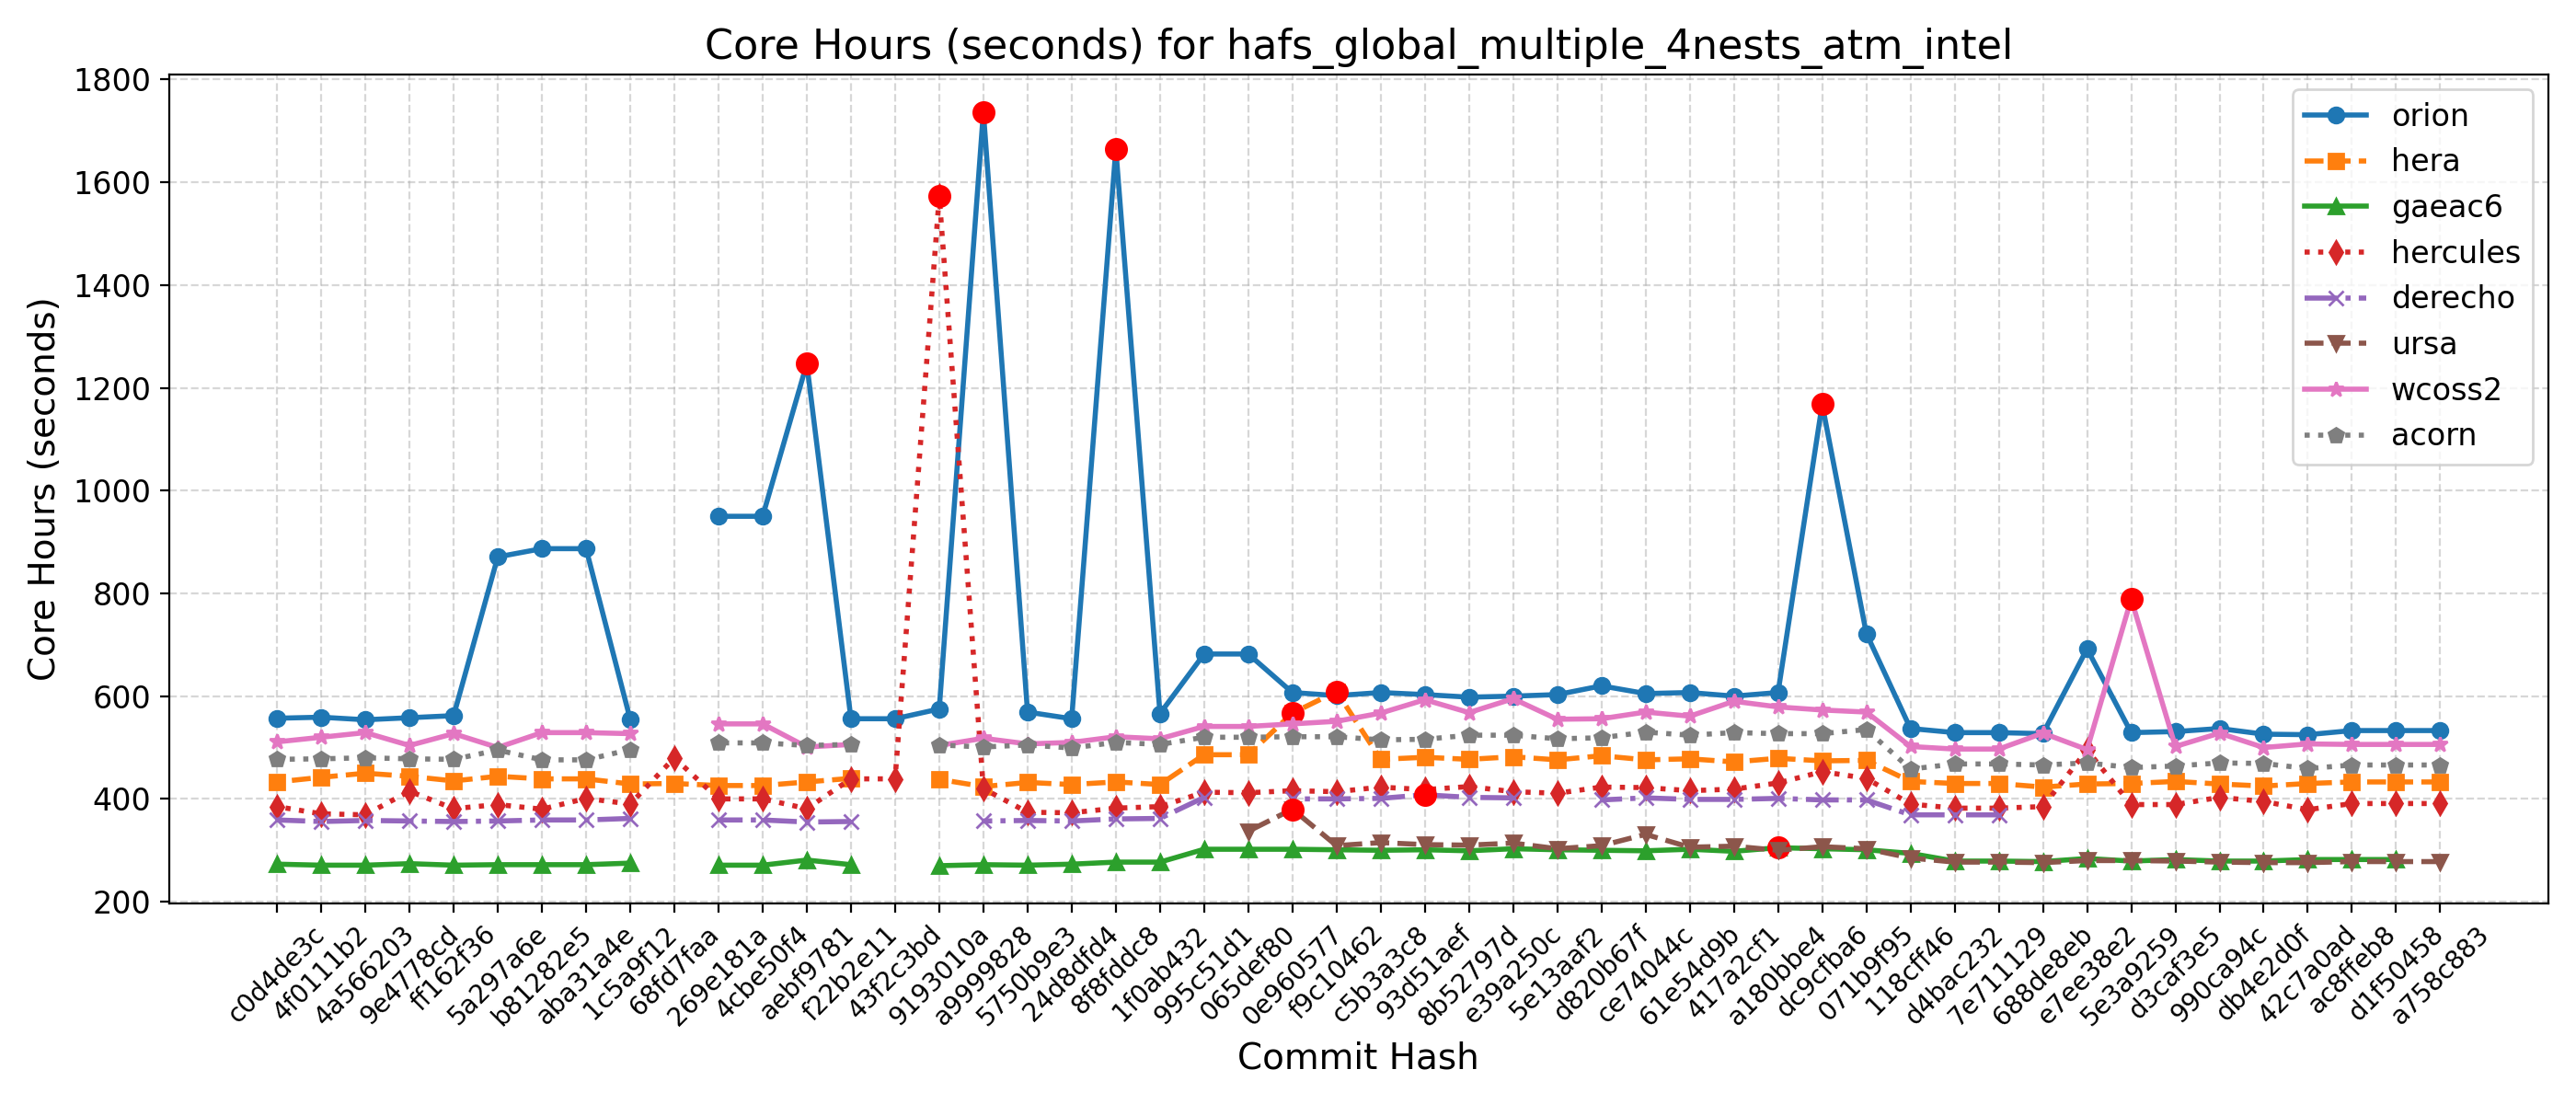 Core Hours (seconds) for hafs_global_multiple_4nests_atm_intel
Core Hours (seconds)
1800
1600
1400
1200
1000
800
600
400
200
orion
hera
gaeac6
hercules
derecho
ursa
wcoss2
acorn
c0d4de3c
4f0111b2
4a566203
9e4778cd
ff162f36
5a297a6e
b81282e5
aba31a4e
1c5a9f12
68fd7faa
269e181a
4cbe50f4
aebf9781
f22b2e11
43f2c3bd
9193010a
a9999828
5750b9e3
24d8dfd4
8f8fddc8
1f0ab432
995c51d1
065def80
0e960577
f9c10462
c5b3a3c8
93d51aef
8b52797d
e39a250c
5e13aaf2
d820b67f
ce74044c
61e54d9b
417a2cf1
a180bbe4
dc9cfba6
071b9f95
118cff46
d4bac232
7e711129
688de8eb
e7ee38e2
5e3a9259
d3caf3e5
990ca94c
db4e2d0f
42c7a0ad
ac8ffeb8
d1f50458
a758c883
Commit Hash